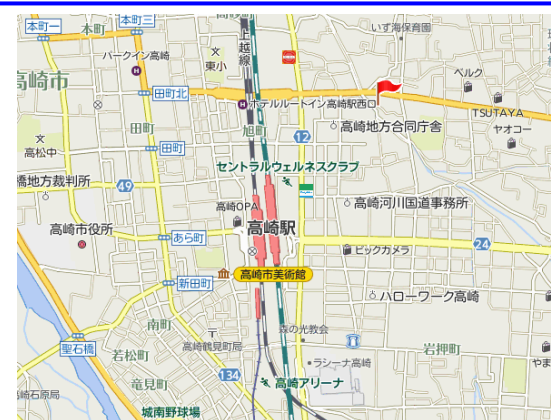 本町一
本町三
本町
いず海保育園
パークイン高崎
文
東小
上越線
ベルク
高崎市
田町北
ホテルルートイン高崎駅西口
TSUTAYA
ヤオコー
田町
旭町
12
高崎地方合同庁舎
文
高松中
田町
セントラルウェルネスクラブ
橋地方裁判所
49
高崎OPA
高崎河川国道事務所
高崎市役所
あら町
高崎駅
ビックカメラ
24
高崎市美術館
新田町
ハローワーク高崎
南町
森の光教会
聖石橋
若松町
高崎鶴見町局
岩押町
ラシーナ高崎
やま
134
竜見町
高崎アリーナ
崎石原局
城南野球場